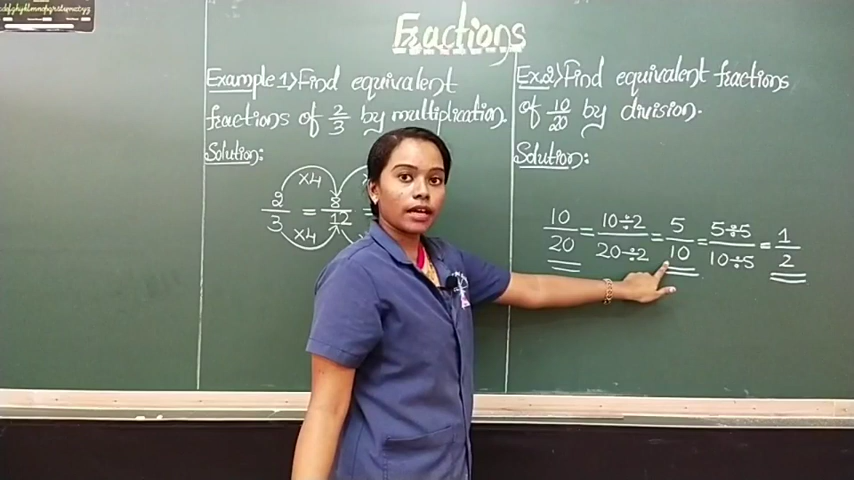 Fractions
Example 1> Find equivalent
fractions of 2/3 by multiplication.
Solution:
×4
2/3 = 8/12 =
×4
Ex.2> Find equivalent fractions
of 10/20 by division.
Solution:
10/20 = 10÷2/20÷2 = 5/10 = 5÷5/10÷5 = 1/2